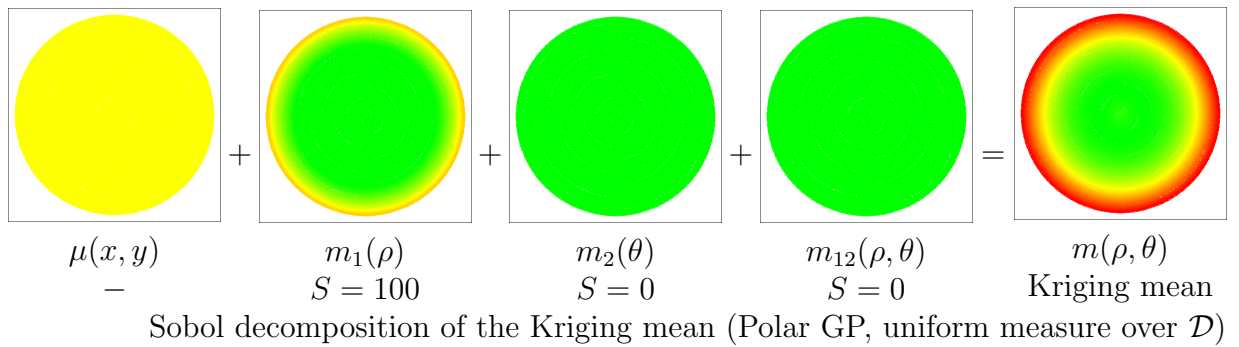 + + + =
μ(x, y) m₁(ρ) m₂(θ) m₁₂(ρ, θ) m(ρ, θ)
− S = 100 S = 0 S = 0 Kriging mean
Sobol decomposition of the Kriging mean (Polar GP, uniform measure over 𝒟)